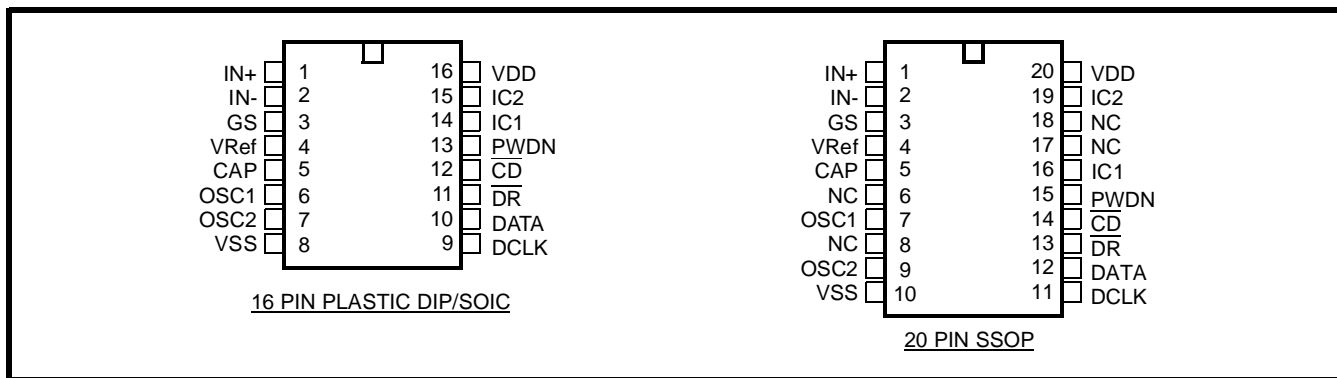 IN+ 1 16 VDD
IN- 2 15 IC2
GS 3 14 IC1
VRef 4 13 PWDN
CAP 5 12 C̅D̅
OSC1 6 11 D̅R̅
OSC2 7 10 DATA
VSS 8 9 DCLK
16 PIN PLASTIC DIP/SOIC
IN+ 1 20 VDD
IN- 2 19 IC2
GS 3 18 NC
VRef 4 17 NC
CAP 5 16 IC1
NC 6 15 PWDN
OSC1 7 14 C̅D̅
NC 8 13 D̅R̅
OSC2 9 12 DATA
VSS 10 11 DCLK
20 PIN SSOP